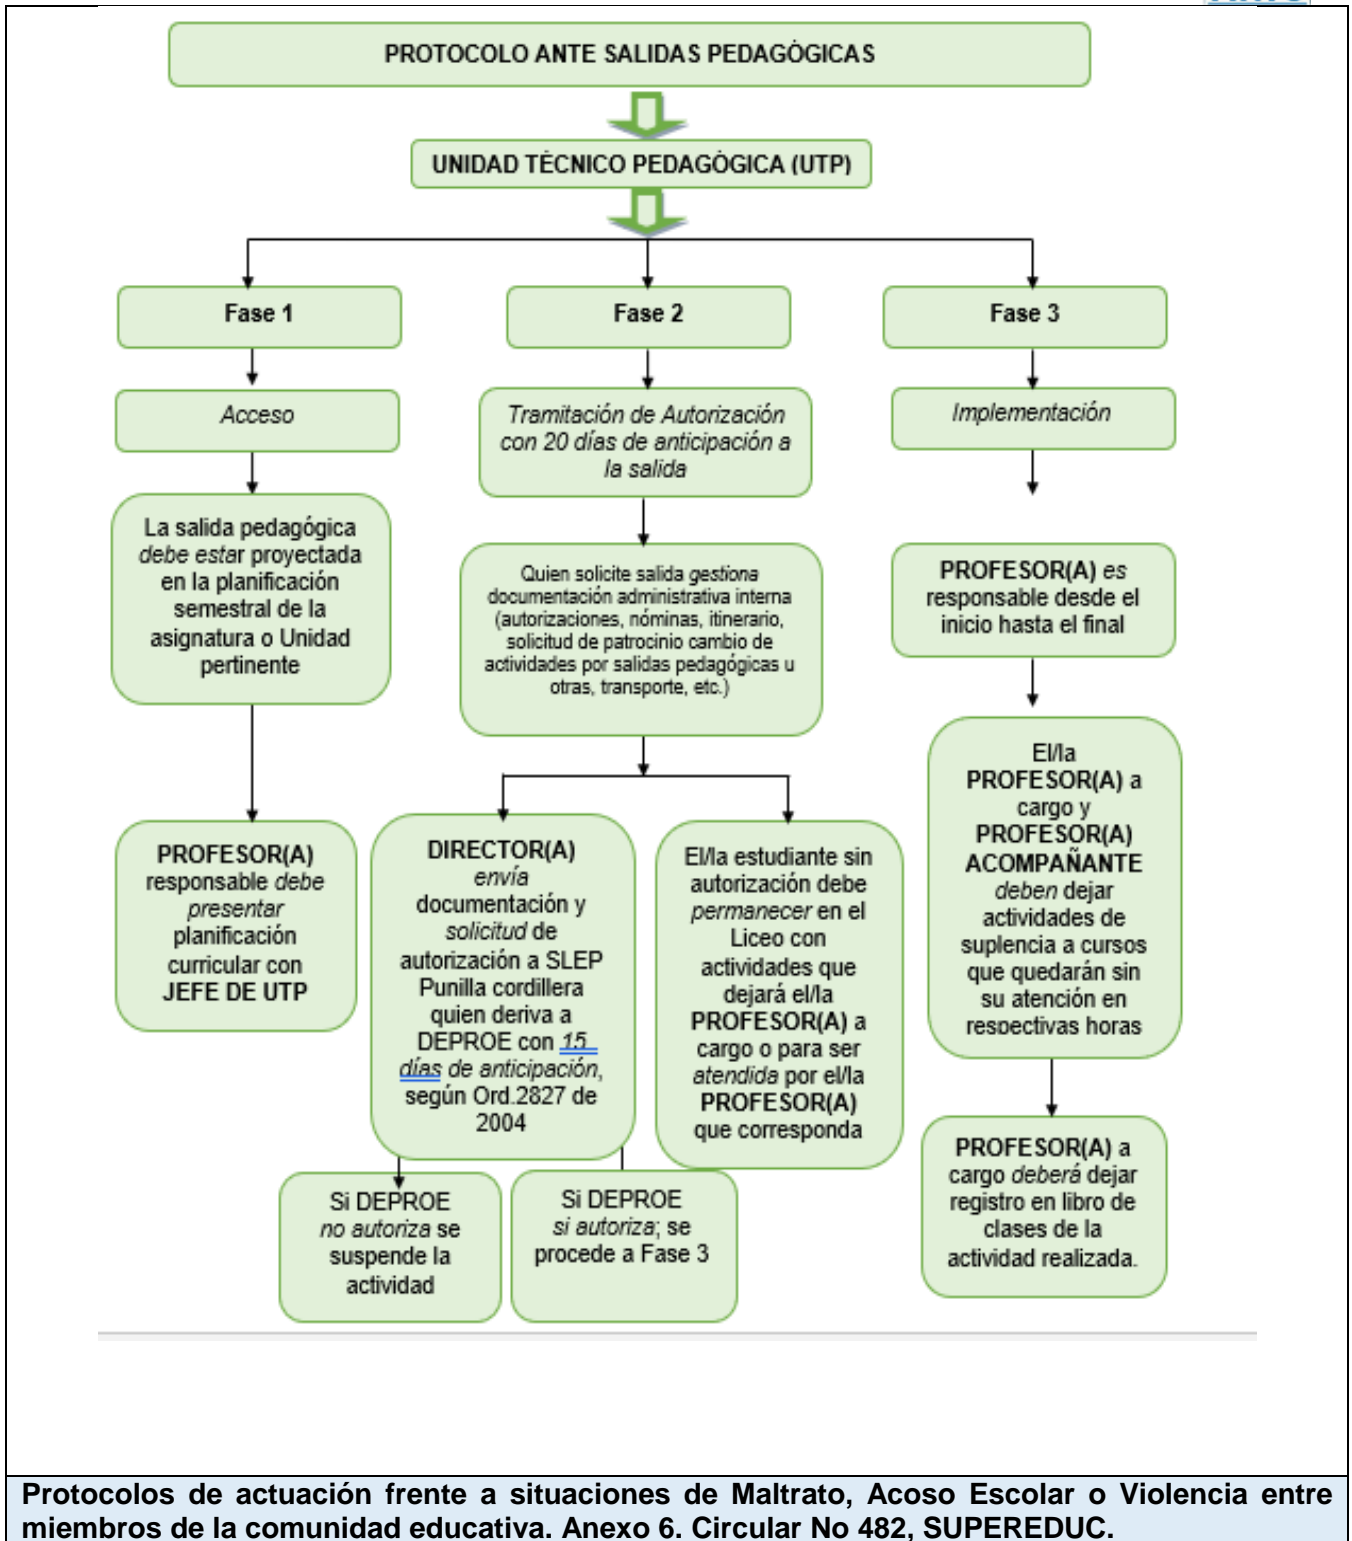 PROTOCOLO ANTE SALIDAS PEDAGÓGICAS
UNIDAD TÉCNICO PEDAGÓGICA (UTP)
Fase 1
Acceso
La salida pedagógica
debe estar proyectada
en la planificación
semestral de la
asignatura o Unidad
pertinente
PROFESOR(A)
responsable debe
presentar
planificación
curricular con
JEFE DE UTP
Fase 2
Tramitación de Autorización
con 20 días de anticipación a
la salida
Quien solicite salida gestiona
documentación administrativa interna
(autorizaciones, nóminas, itinerario,
solicitud de patrocinio cambio de
actividades por salidas pedagógicas u
otras, transporte, etc.)
DIRECTOR(A)
envía
documentación y
solicitud de
autorización a SLEP
Punilla cordillera
quien deriva a
DEPROE con 15
días de anticipación,
según Ord.2827 de
2004
Si DEPROE
no autoriza se
suspende la
actividad
Si DEPROE
si autoriza; se
procede a Fase 3
El/la estudiante sin
autorización debe
permanecer en el
Liceo con
actividades que
dejará el/la
PROFESOR(A) a
cargo o para ser
atendida por el/la
PROFESOR(A)
que corresponda
Fase 3
Implementación
PROFESOR(A) es
responsable desde el
inicio hasta el final
El/la
PROFESOR(A) a
cargo y
PROFESOR(A)
ACOMPAÑANTE
deben dejar
actividades de
suplencia a cursos
que quedarán sin
su atención en
respectivas horas
PROFESOR(A) a
cargo deberá dejar
registro en libro de
clases de la
actividad realizada.
Protocolos de actuación frente a situaciones de Maltrato, Acoso Escolar o Violencia entre
miembros de la comunidad educativa. Anexo 6. Circular No 482, SUPEREDUC.